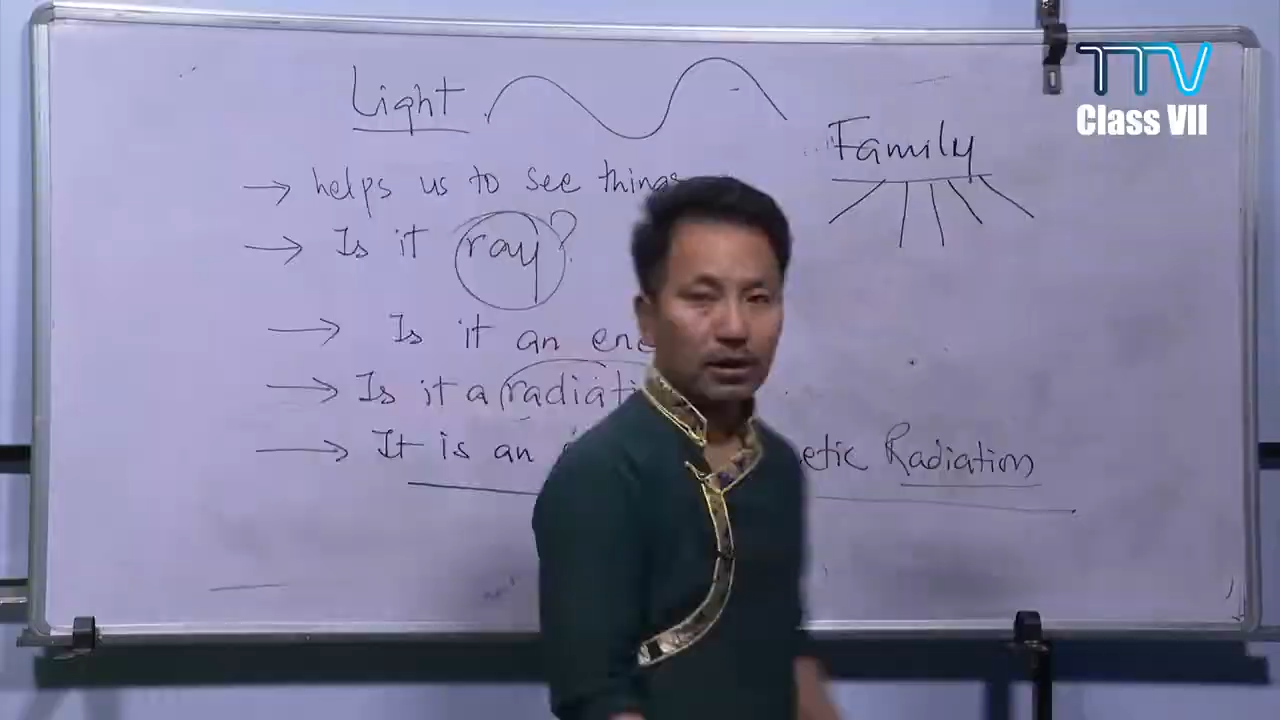 Light
helps us to see things
Is it ray?
Is it an
Is it a
It is an Radiation
Family
TTV
Class VII